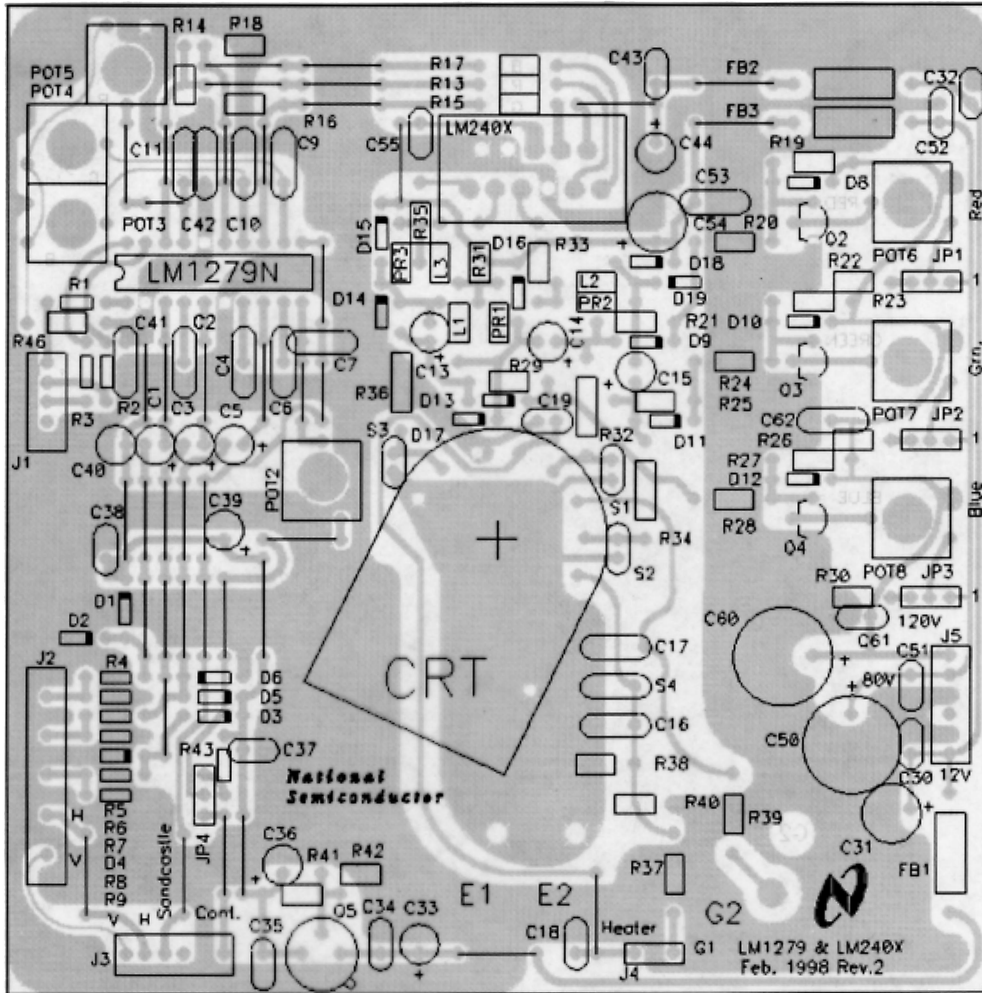 R14 R18
POT5
POT4
R17
R13
R15
R16
C43
FB2
FB3
C32
C52
LM240X
C55
C44
C53
C54
R19
D8
Red
C11
C9
POT3 C42 C10
D15
R35
PR3
L3
R31
D16
R33
D18
R20
Q2
POT6 JP1
1
LM1279N
R1
D14
L2
PR2
D19
R22
R23
R46
C41 C2
L1
PR1
C14
R21
D9
D10
GREEN
Grn.
C1
C4
C7
C13
R29
C15
R24
R25
Q3
POT7 JP2
1
R3
R2 C3 C5 C6
R36
D13
C19
D11
C62
R26
J1
C40
S3
D17
R32
R27
D12
POT2
C39
C38
S1
R34
S2
R28
BLUE
Q4
Blue
POT8 JP3
1
D1
D2
R30
120V
C60
C61
J5
J2
R4
D6
D5
D3
CRT
C17
S4
C16
C51
80V
C50
R43
C37
National
Semiconductor
R38
C30
12V
H
V
R5
R6
R7
D4
R8
R9
JP4
Sandcastle
C36
R41
R42
R40
R39
G2
C31
FB1
R37
V H
Cont.
E1 E2
G2
J3
C35
Q5
C34
C33
C18
Heater
J4
G1
LM1279 & LM240X
Feb. 1998 Rev.2